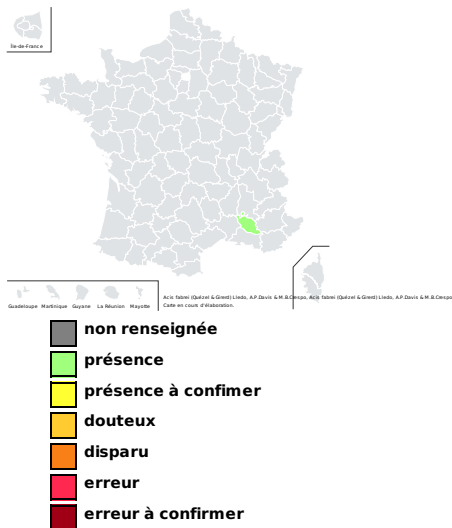 Île-de-France
Guadeloupe Martinique Guyane La Réunion Mayotte
Acis fabrei (Quézel & Girerd) Lledo, A.P.Davis & M.B.Crespo, Acis fabrei (Quézel & Girerd) Lledo, A.P.Davis & M.B.Crespo
Carte en cours d'élaboration.
non renseignée
présence
présence à confimer
douteux
disparu
erreur
erreur à confirmer